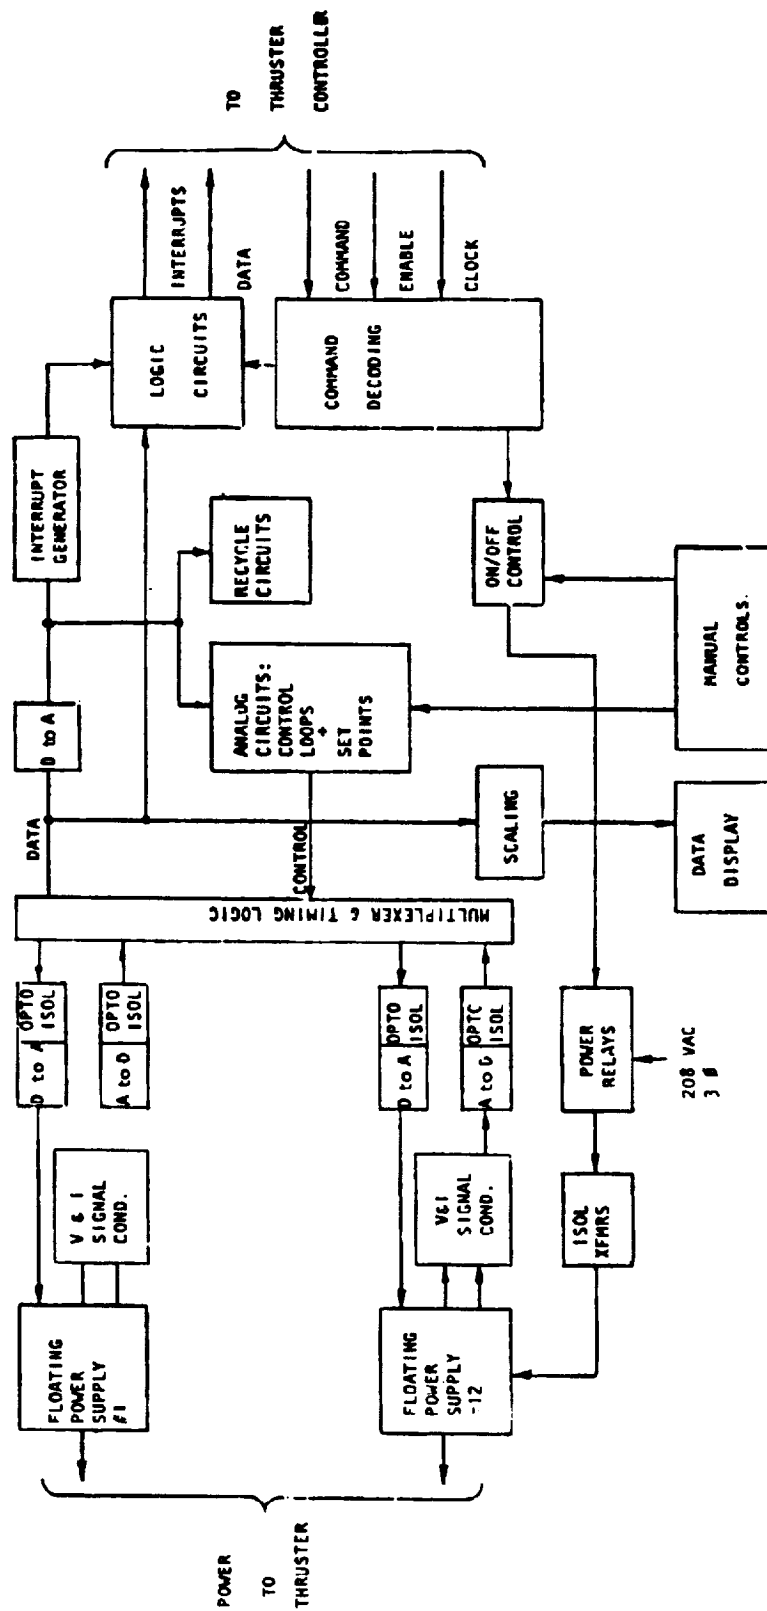 POWER
TO
THRUSTER
FLOATING
POWER
SUPPLY
#1
V & I
SIGNAL
COND.
D to A
OPTO
ISOL
A to D
OPTO
ISOL
FLOATING
POWER
SUPPLY
-12
V&I
SIGNAL
COND.
D to A
OPTO
ISOL
A to D
OPTO
ISOL
ISOL
XFMRS
POWER
RELAYS
208 VAC
3 Ø
MULTIPLEXER & TIMING LOGIC
DATA
CONTROL
D to A
ANALOG
CIRCUITS:
CONTROL
LOOPS
+
SET
POINTS
RECYCLE
CIRCUITS
SCALING
DATA
DISPLAY
MANUAL
CONTROLS.
ON/OFF
CONTROL
INTERRUPT
GENERATOR
LOGIC
CIRCUITS
COMMAND
DECODING
INTERRUPTS
DATA
COMMAND
ENABLE
CLOCK
TO
THRUSTER
CONTROLLER